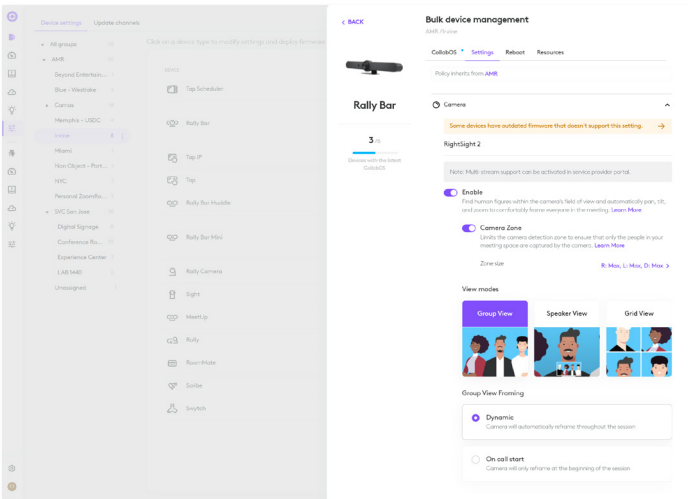 Device settings
Update channels
All groups
AMR
Beyond Entertain...
Blue - Westlake
Canvas
Memphis - USDC
Irvine
Miami
Non Object - Port...
NYC
Personal ZoomRo...
SVC San Jose
Digital Signage
Conference Ro...
Experience Center
LAB 1440
Unassigned
Click on a device type to modify settings and deploy firmware
Tap Scheduler
Rally Bar
Tap IP
Tap
Rally Bar Huddle
Rally Bar Mini
Rally Camera
Sight
MeetUp
Rally
RoomMate
Scribe
Swytch
< BACK
Rally Bar
3
Devices with the latest
CollabOS
Bulk device management
AMR / Irvine
CollabOS
Settings
Reboot
Resources
Policy inherits from AMR
Camera
Some devices have outdated firmware that doesn't support this setting.
RightSight 2
Note: Multi-stream support can be activated in service provider portal.
Enable
Find human figures within the camera's field of view and automatically pan, tilt,
and zoom to comfortably frame everyone in the meeting. Learn More
Camera Zone
Limits the camera detection zone to ensure that only the people in your
meeting space are captured by the camera. Learn More
Zone size
R: Max, L: Max, D: Max >
View modes
Group View
Speaker View
Grid View
Group View Framing
Dynamic
Camera will automatically reframe throughout the session
On call start
Camera will only reframe at the beginning of the session